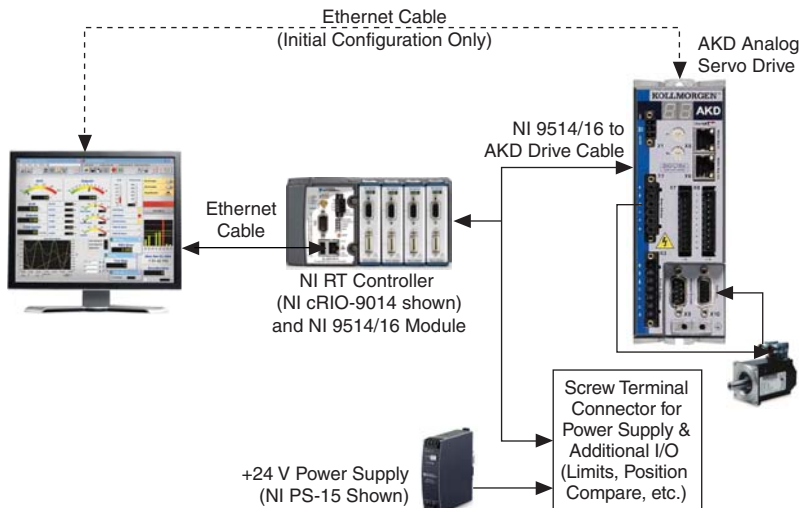 Ethernet Cable
(Initial Configuration Only)
AKD Analog
Servo Drive
KOLLMORGEN
AKD
NI 9514/16 to
AKD Drive Cable
Ethernet
Cable
NI RT Controller
(NI cRIO-9014 shown)
and NI 9514/16 Module
X9
X10
Screw Terminal
Connector for
Power Supply &
Additional I/O
(Limits, Position
Compare, etc.)
+24 V Power Supply
(NI PS-15 Shown)